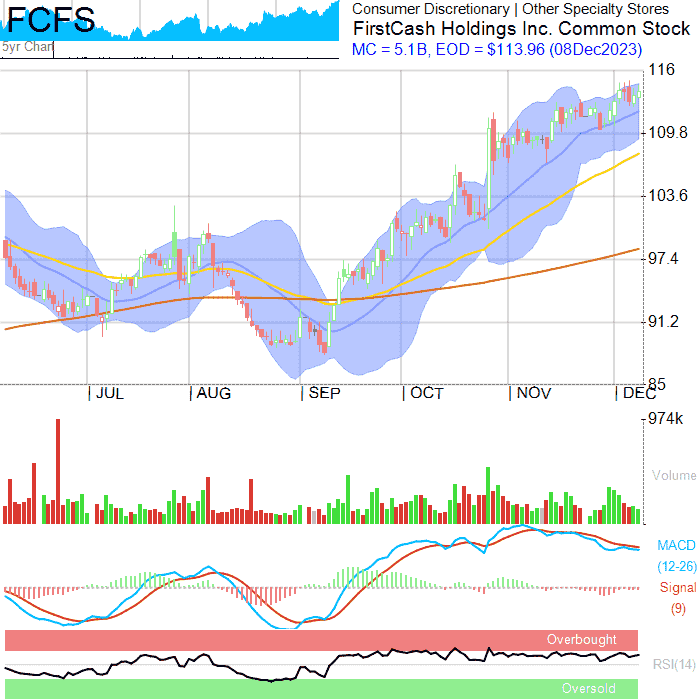 FCFS
5yr Chart
Consumer Discretionary | Other Specialty Stores
FirstCash Holdings Inc. Common Stock
MC = 5.1B, EOD = $113.96 (08Dec2023)
116
109.8
103.6
97.4
91.2
85
JUL AUG SEP OCT NOV DEC
974k
Volume
MACD
(12-26)
Signal
(9)
Overbought
RSI(14)
Oversold